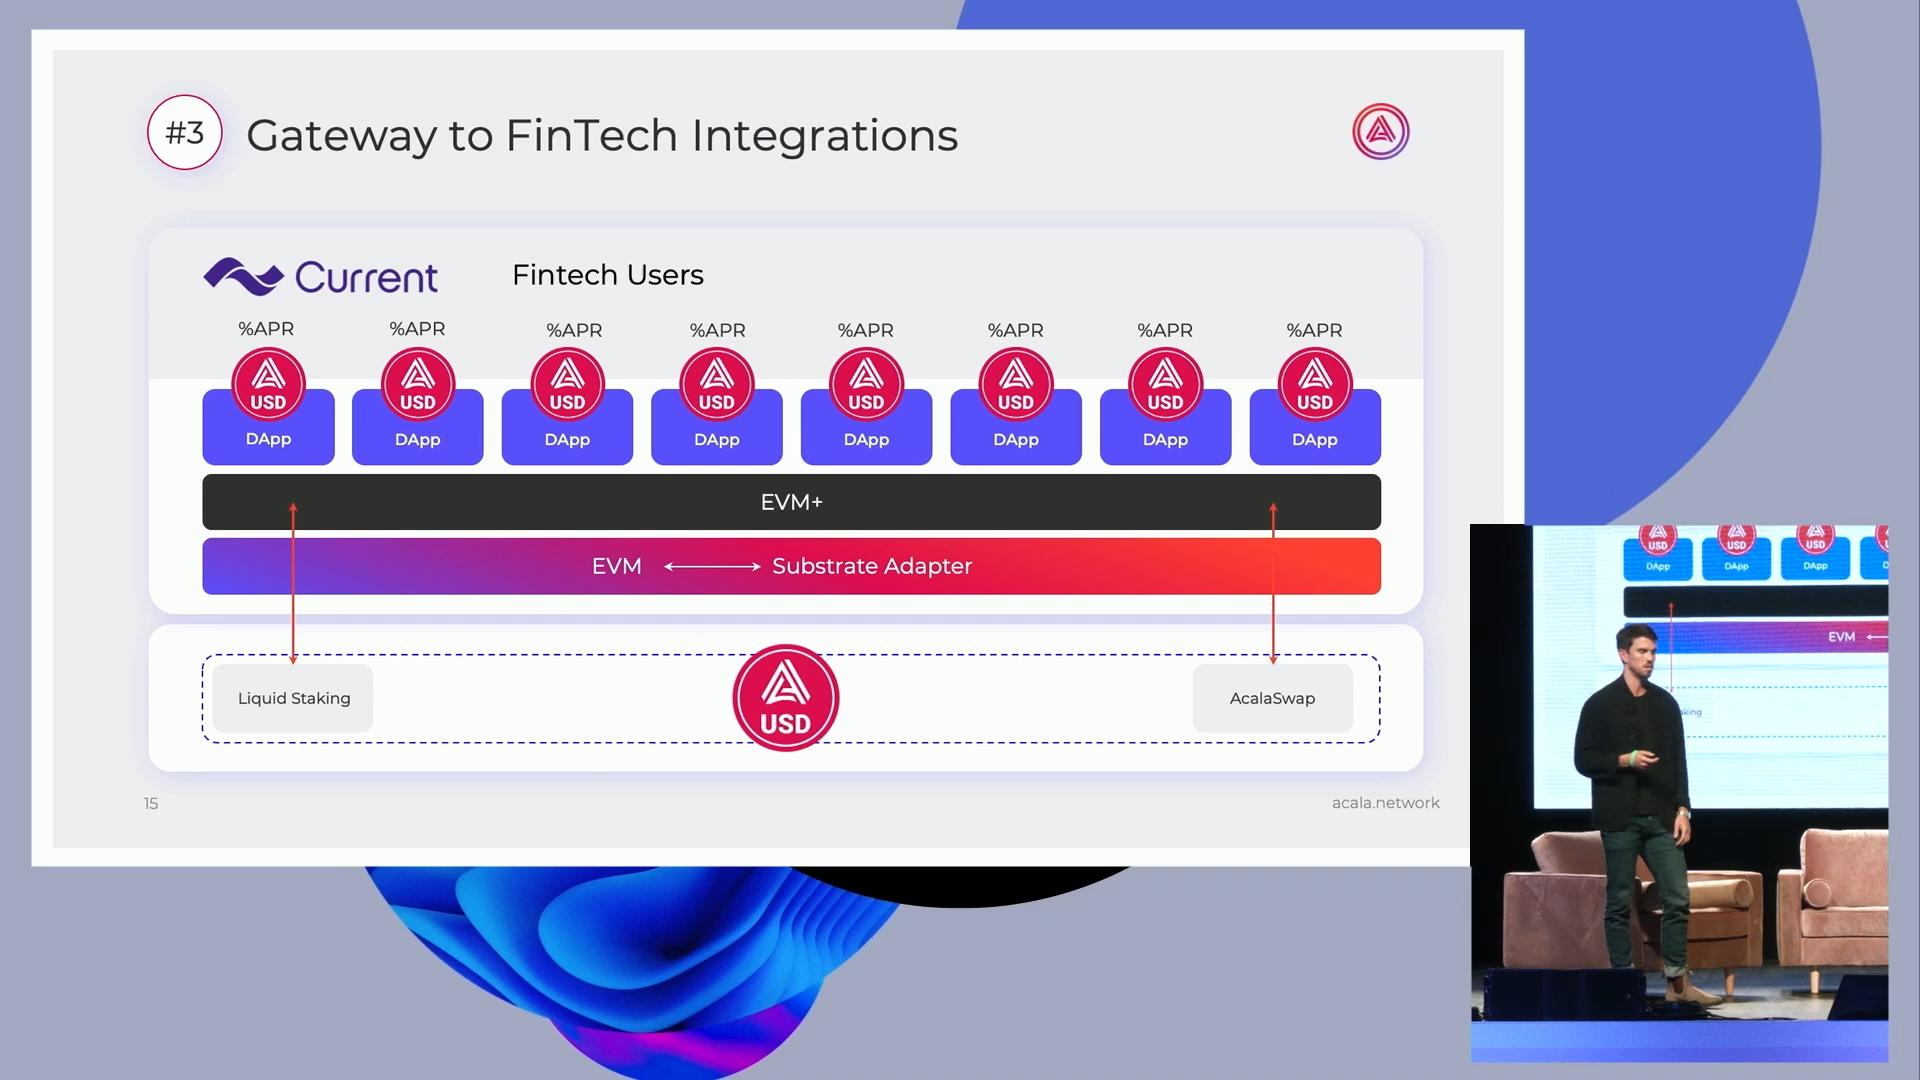 #3 Gateway to FinTech Integrations
Current Fintech Users
%APR %APR %APR %APR %APR %APR %APR %APR
USD USD USD USD USD USD USD USD
DApp DApp DApp DApp DApp DApp DApp DApp
EVM+
EVM Substrate Adapter
Liquid Staking
USD
AcalaSwap
15
acala.network
USD USD USD
DApp DApp DApp
EVM